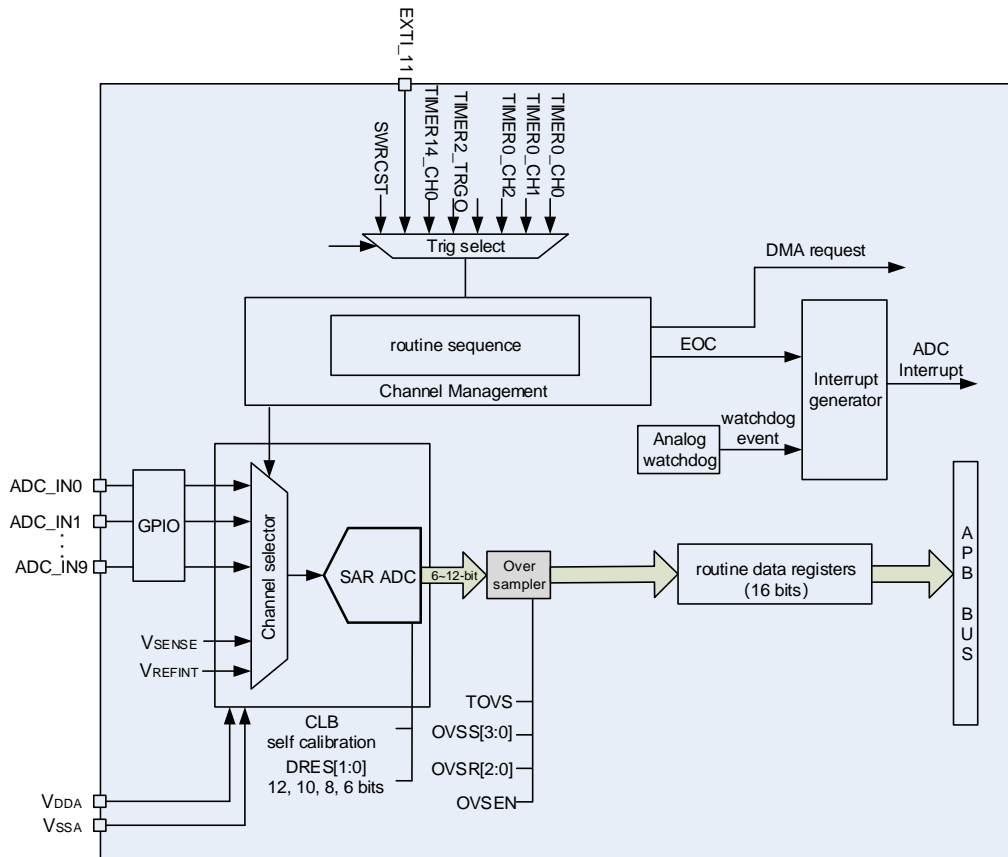 EXTI_11
SWRCST
TIMER14_CH0
TIMER2_TRGO
TIMER0_CH2
TIMER0_CH1
TIMER0_CH0
Trig select
DMA request
routine sequence
Channel Management
EOC
Interrupt
generator
ADC
Interrupt
Analog
watchdog
watchdog
event
ADC_IN0
ADC_IN1
ADC_IN9
GPIO
Channel selector
SAR ADC
6~12-bit
Over
sampler
routine data registers
(16 bits)
APB BUS
VSENSE
VREFINT
CLB
self calibration
DRES[1:0]
12, 10, 8, 6 bits
TOVS
OVSS[3:0]
OVSR[2:0]
OVSEN
VDDA
VSSA